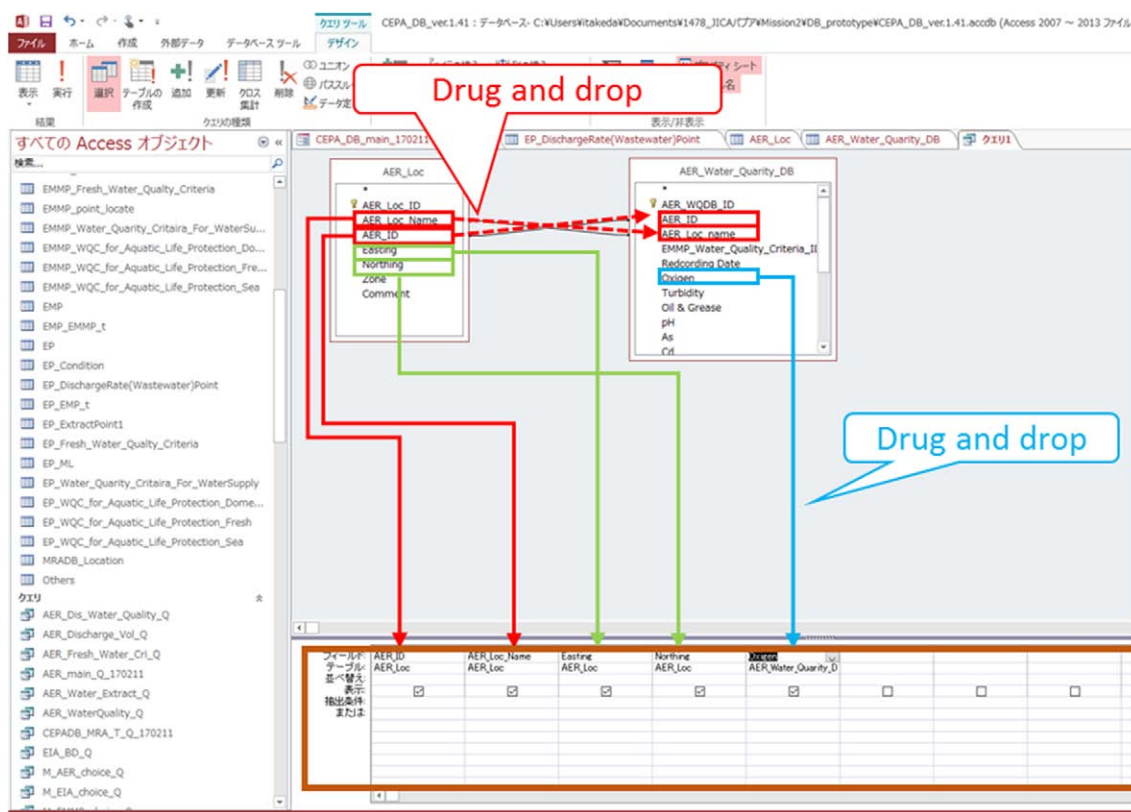 クエリ ツール
CEPA_DB_ver.1.41 : データベース- C:¥Users¥itakeda¥Documents¥1478_JICA/パプア¥Mission2¥DB_prototype¥CEPA_DB_ver.1.41.accdb (Access 2007 ～ 2013 ファイル
ファイル ホーム 作成 外部データ データベース ツール デザイン
表示 実行 選択 テーブルの作成 追加 更新 クロス集計 削除
ユニオン
パススルー
データ定
シート
名
結果 クエリの種類 表示/非表示
Drug and drop
すべての Access オブジェクト
検索...
CEPA_DB_main_170211 EP_DischargeRate(Wastewater)Point AER_Loc AER_Water_Quarity_DB クエリ1
EMMP_Fresh_Water_Qualty_Criteria
EMMP_point_locate
EMMP_Water_Quarity_Critaira_For_WaterSu...
EMMP_WQC_for_Aquatic_Life_Protection_Do...
EMMP_WQC_for_Aquatic_Life_Protection_Fre...
EMMP_WQC_for_Aquatic_Life_Protection_Sea
EMP
EMP_EMMP_t
EP
EP_Condition
EP_DischargeRate(Wastewater)Point
EP_EMP_t
EP_ExtractPoint1
EP_Fresh_Water_Qualty_Criteria
EP_ML
EP_Water_Quarity_Critaira_For_WaterSupply
EP_WQC_for_Aquatic_Life_Protection_Dome...
EP_WQC_for_Aquatic_Life_Protection_Fresh
EP_WQC_for_Aquatic_Life_Protection_Sea
MRADB_Location
Others
クエリ
AER_Dis_Water_Quality_Q
AER_Discharge_Vol_Q
AER_Fresh_Water_Cri_Q
AER_main_Q_170211
AER_Water_Extract_Q
AER_WaterQuality_Q
CEPADB_MRA_T_Q_170211
EIA_BD_Q
M_AER_choice_Q
M_EIA_choice_Q
AER_Loc
*
AER_Loc_ID
AER_Loc_Name
AER_ID
Easting
Northing
Zone
Comment
AER_Water_Quarity_DB
*
AER_WQDB_ID
AER_ID
AER_Loc_name
EMMP_Water_Quality_Criteria_II
Redcording Date
Oxigen
Turbidity
Oil & Grease
pH
As
Cd
Drug and drop
フィールド: AER_ID AER_Loc_Name Easting Northing Oxigen
テーブル: AER_Loc AER_Loc AER_Loc AER_Loc AER_Water_Quarity_D
並べ替え:
表示:
抽出条件:
または: